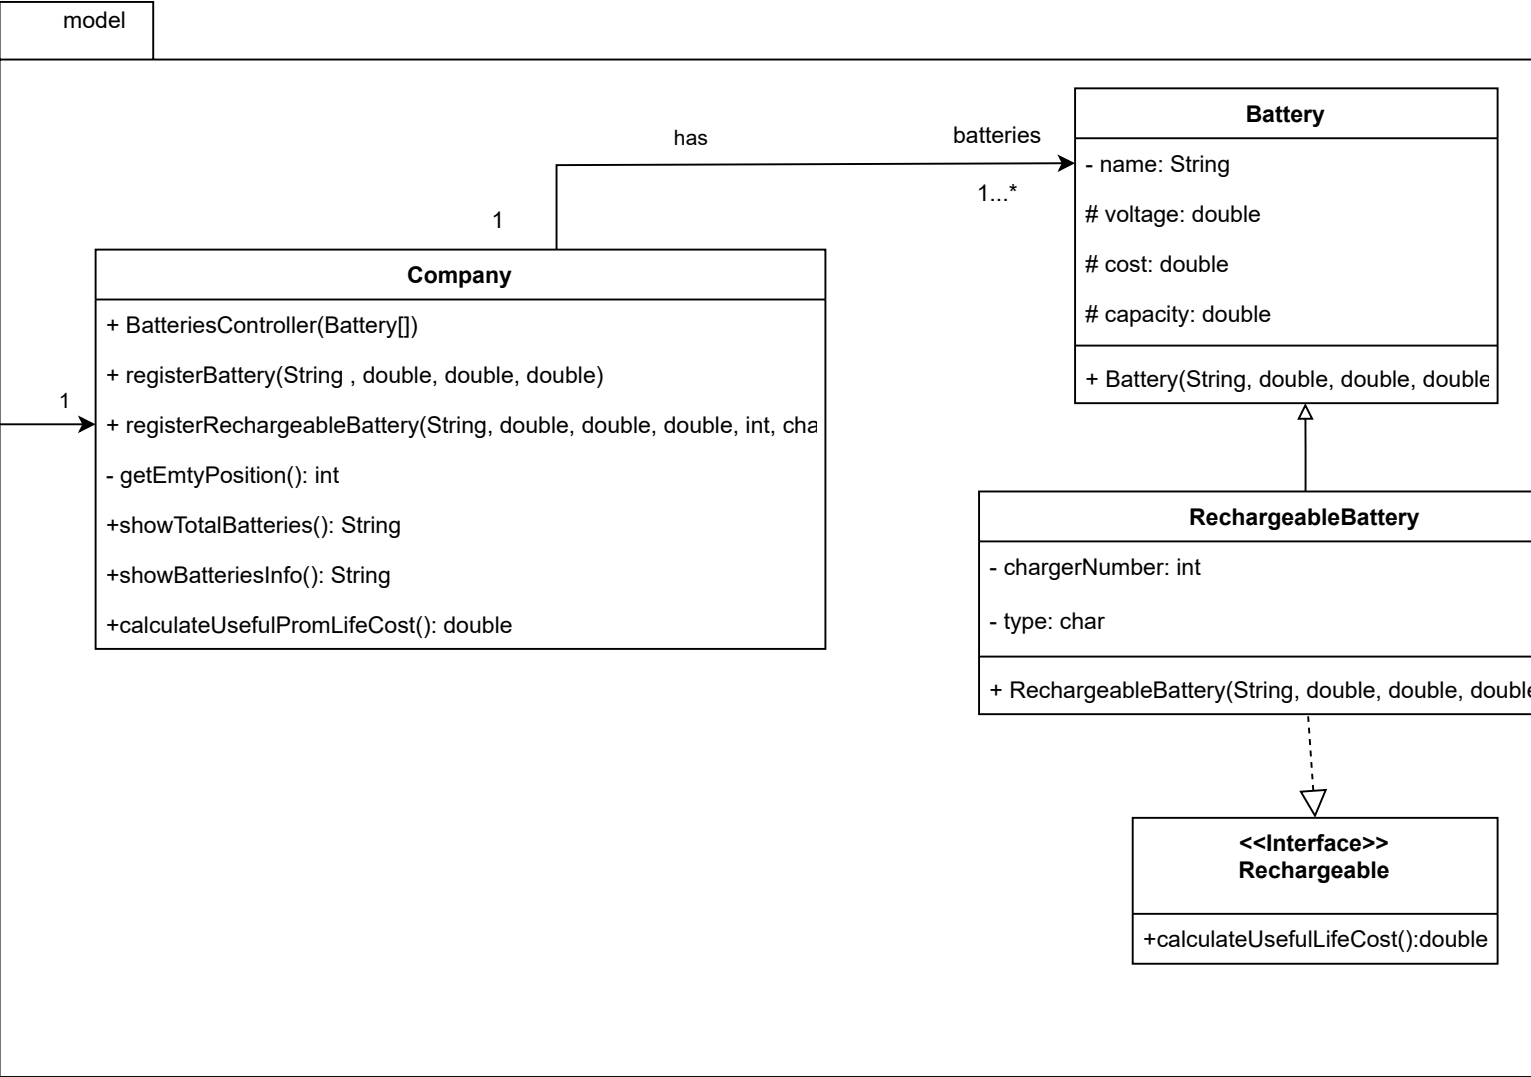 model
has
batteries
1...*
1
1
Company
+ BatteriesController(Battery[])
+ registerBattery(String , double, double, double)
+ registerRechargeableBattery(String, double, double, double, int, cha
- getEmtyPosition(): int
+showTotalBatteries(): String
+showBatteriesInfo(): String
+calculateUsefulPromLifeCost(): double
Battery
- name: String
# voltage: double
# cost: double
# capacity: double
+ Battery(String, double, double, double
RechargeableBattery
- chargerNumber: int
- type: char
+ RechargeableBattery(String, double, double, double
<<Interface>>
Rechargeable
+calculateUsefulLifeCost():double